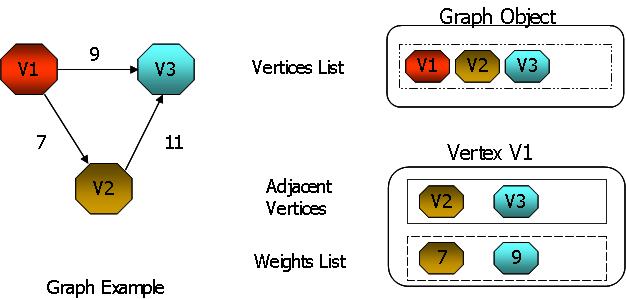 V1
9
V3
7
11
V2
Graph Example
Graph Object
Vertices List
V1 V2 V3
Vertex V1
Adjacent
Vertices
V2 V3
Weights List
7 9